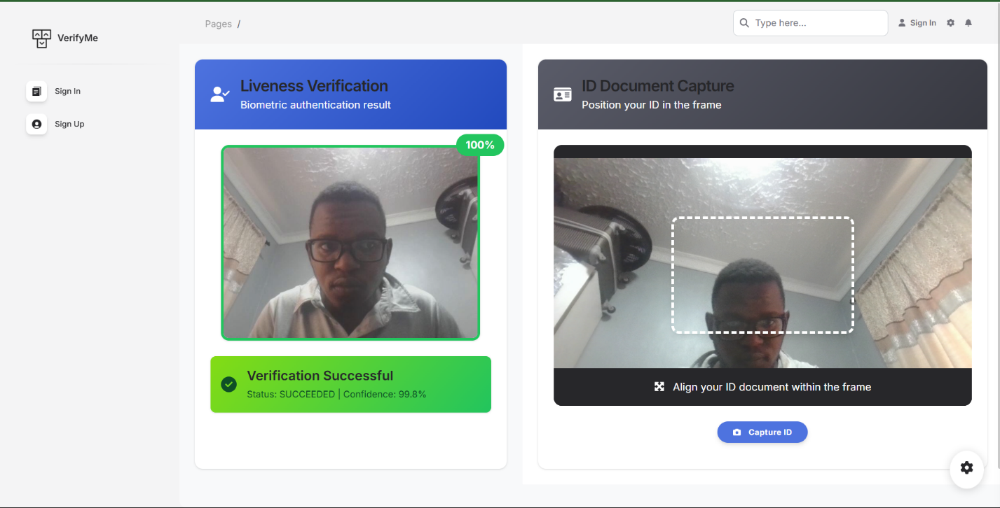 VerifyMe
Sign In
Sign Up
Pages /
Type here...
Sign In
Liveness Verification
Biometric authentication result
100%
Verification Successful
Status: SUCCEEDED | Confidence: 99.8%
ID Document Capture
Position your ID in the frame
Align your ID document within the frame
Capture ID